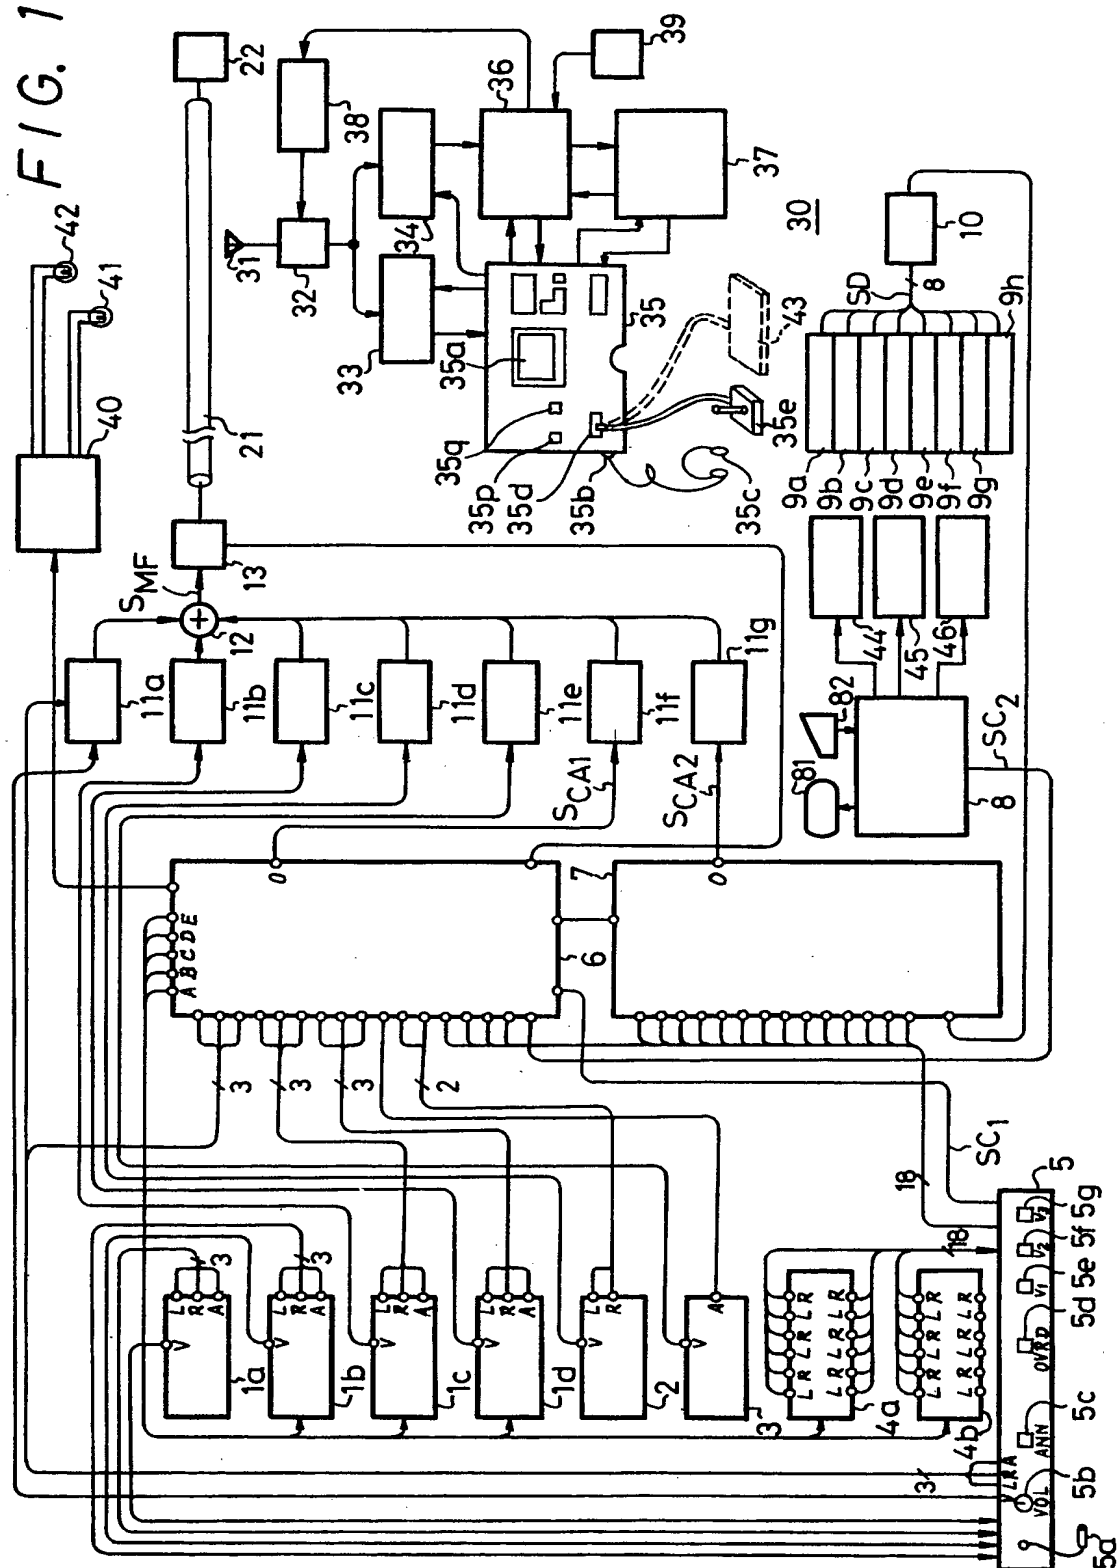 FIG. 1
42
41
40
22
21
13
SMF
12
11a
11b
11c
11d
11e
11f
11g
SCA1
SCA2
31
32
38
39
36
34
33
37
30
35
35a
35q
35p
35d
35b
35c
35e
43
10
SD
8
9h
9a
9b
9c
9d
9e
9f
9g
44
45
46
82
81
8
SC2
O
A B C D E
6
7
O
3
3
3
2
18
SC1
L
R
A
V
3
1a
L
R
A
V
3
1b
L
R
A
V
1c
L
R
A
V
1d
L
R
V
2
A
V
3
L R L R L R
L R L R L R
4a
18
L R L R L R
L R L R L R
4b
3
V L R A
VOL
ANN
OVRD
V1
V2
V3
5
5a
5b
5c
5d
5e
5f
5g